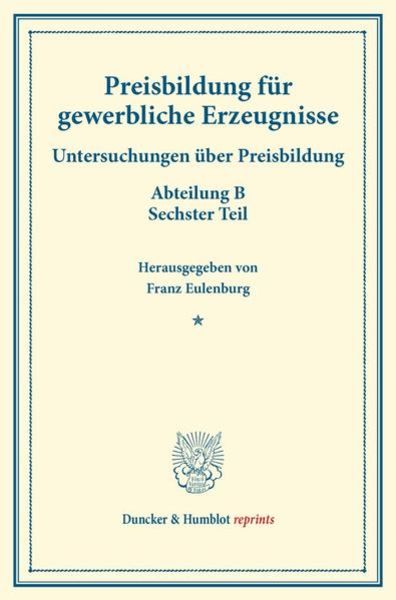 Preisbildung für
gewerbliche Erzeugnisse
Untersuchungen über Preisbildung
Abteilung B
Sechster Teil
Herausgegeben von
Franz Eulenburg
Duncker & Humblot reprints